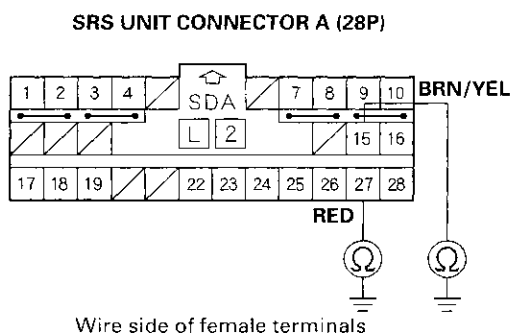 SRS UNIT CONNECTOR A (28P)
1 2 3 4 7 8 9 10 BRN/YEL
SDA
L 2 15 16
17 18 19 22 23 24 25 26 27 28
RED
Ω Ω
Wire side of female terminals